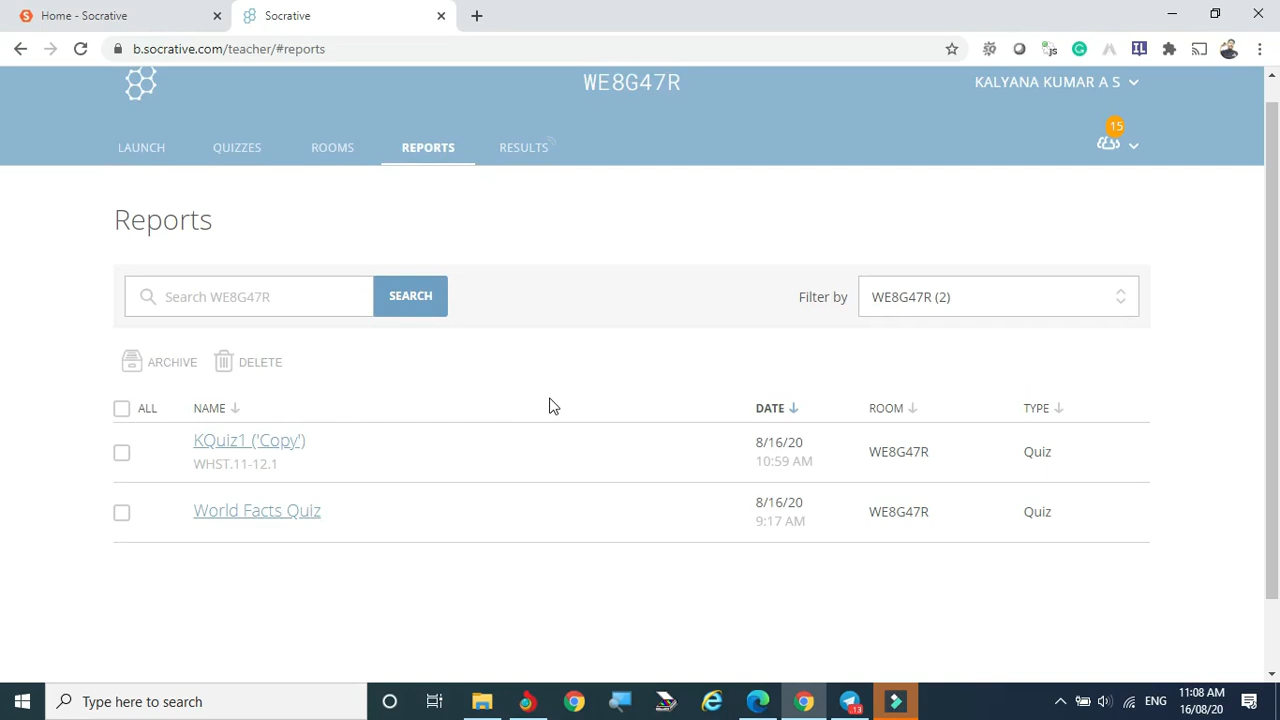 Home - Socrative
Socrative
b.socrative.com/teacher/#reports
WE8G47R
KALYANA KUMAR A S
LAUNCH
QUIZZES
ROOMS
REPORTS
RESULTS
15
Reports
Search WE8G47R
SEARCH
Filter by
WE8G47R (2)
ARCHIVE
DELETE
ALL
NAME
DATE
ROOM
TYPE
KQuiz1 ('Copy')
WHST.11-12.1
8/16/20
10:59 AM
WE8G47R
Quiz
World Facts Quiz
8/16/20
9:17 AM
WE8G47R
Quiz
Type here to search
13
ENG
11:08 AM
16/08/20